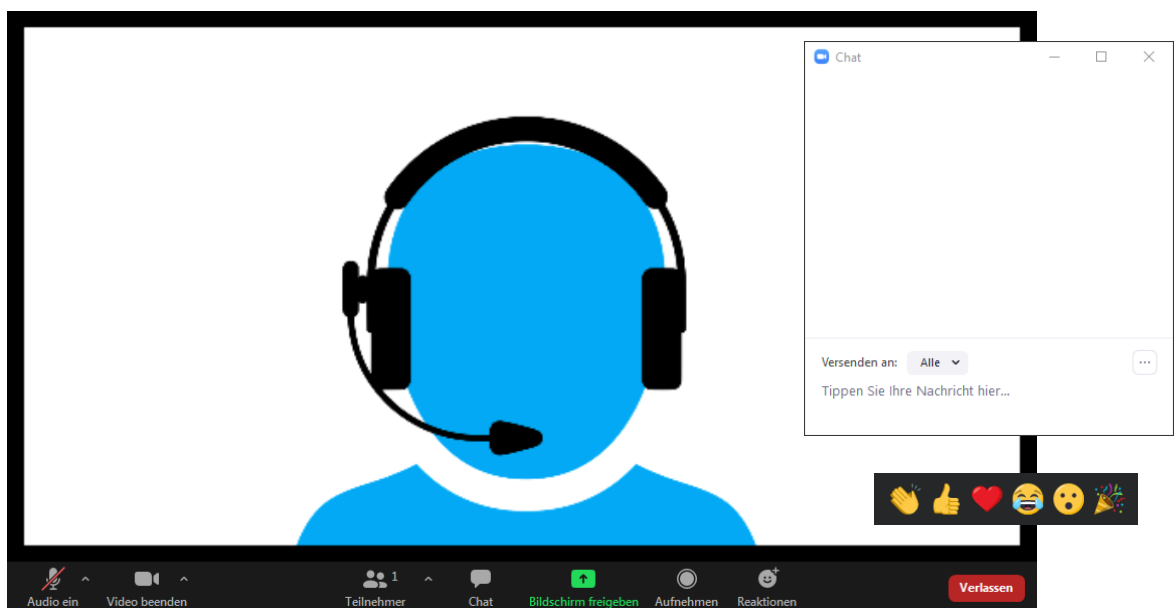 Chat
Versenden an: Alle
Tippen Sie Ihre Nachricht hier...
Audio ein
Video beenden
1
Teilnehmer
Chat
Bildschirm freigeben
Aufnehmen
Reaktionen
Verlassen